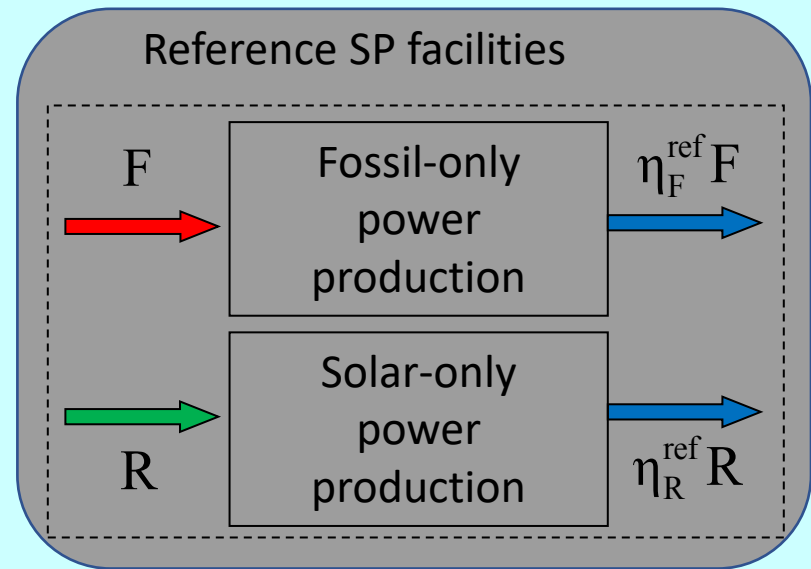 Reference SP facilities
F
Fossil-only
power
production
η_F^ref F
R
Solar-only
power
production
η_R^ref R